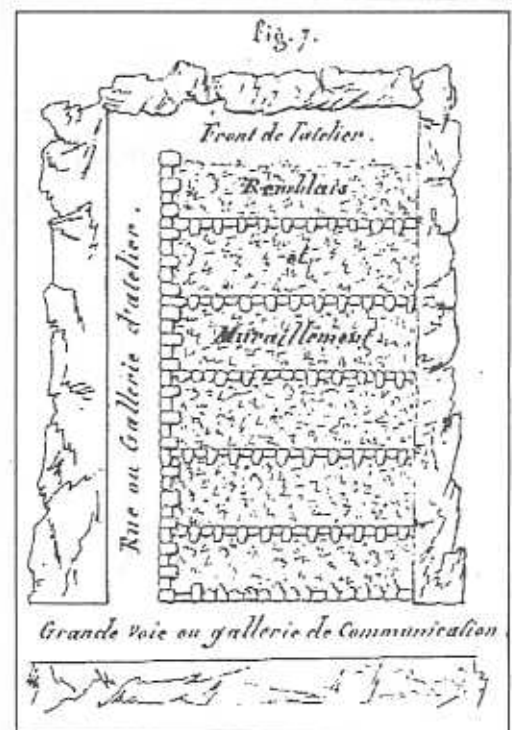 fig. 7.
Front de l'atelier.
Remblais
et
Muraillement
Rue ou Gallerie d'atelier.
Grande Voie ou gallerie de Communication.